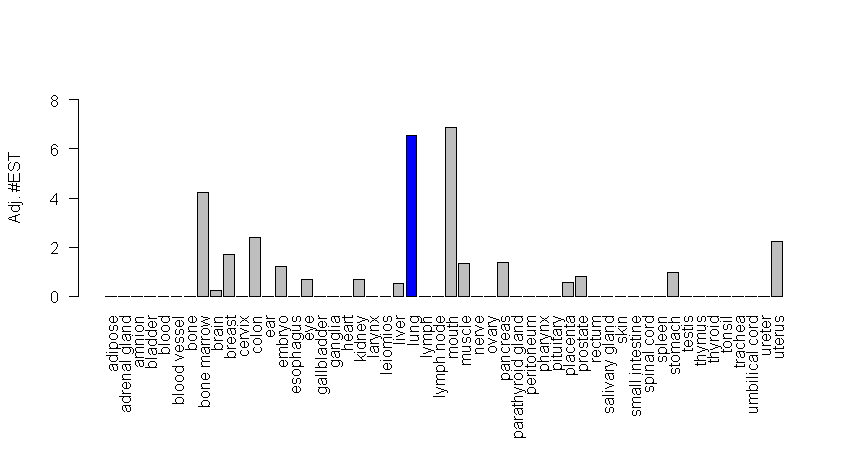 Adj. #EST
8
6
4
2
0
adipose
adrenal gland
amnion
bladder
blood
blood vessel
bone
bone marrow
brain
breast
cervix
colon
ear
embryo
esophagus
eye
gallbladder
ganglia
heart
kidney
larynx
leiomios
liver
lung
lymph
lymph node
mouth
muscle
nerve
ovary
pancreas
parathyroid gland
peritoneum
pharynx
pituitary
placenta
prostate
rectum
salivary gland
skin
small intestine
spinal cord
spleen
stomach
testis
thymus
thyroid
tonsil
trachea
umbilical cord
ureter
uterus